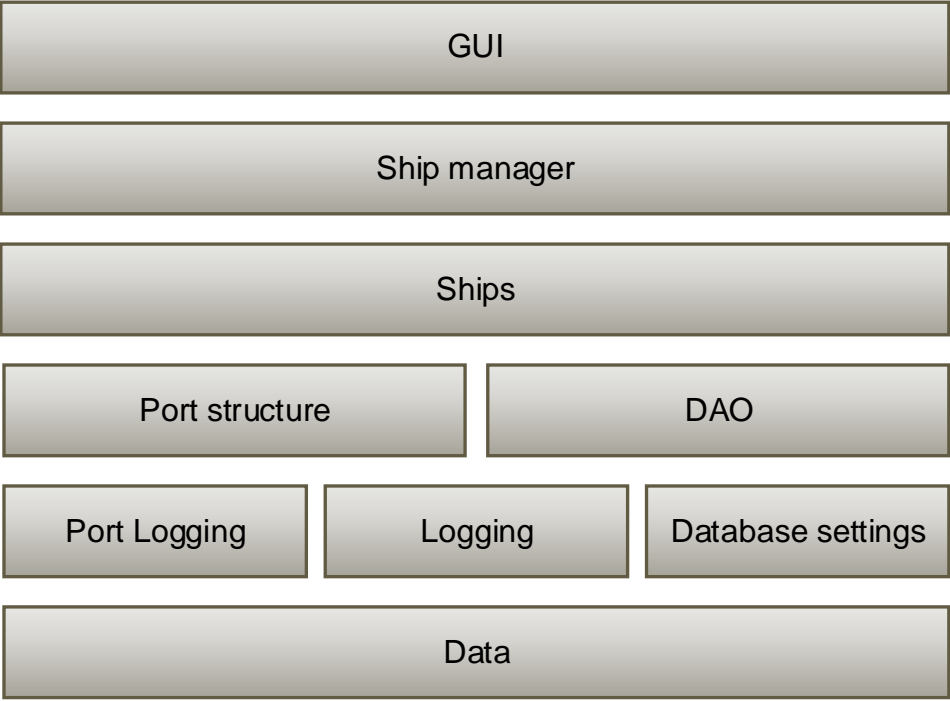 GUI
Ship manager
Ships
Port structure
DAO
Port Logging
Logging
Database settings
Data